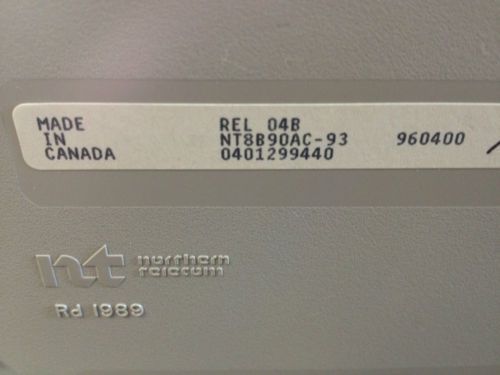 MADE
IN
CANADA
REL 04B
NT8B90AC-93
0401299440
960400
nt
northern
telecom
Rd 1989